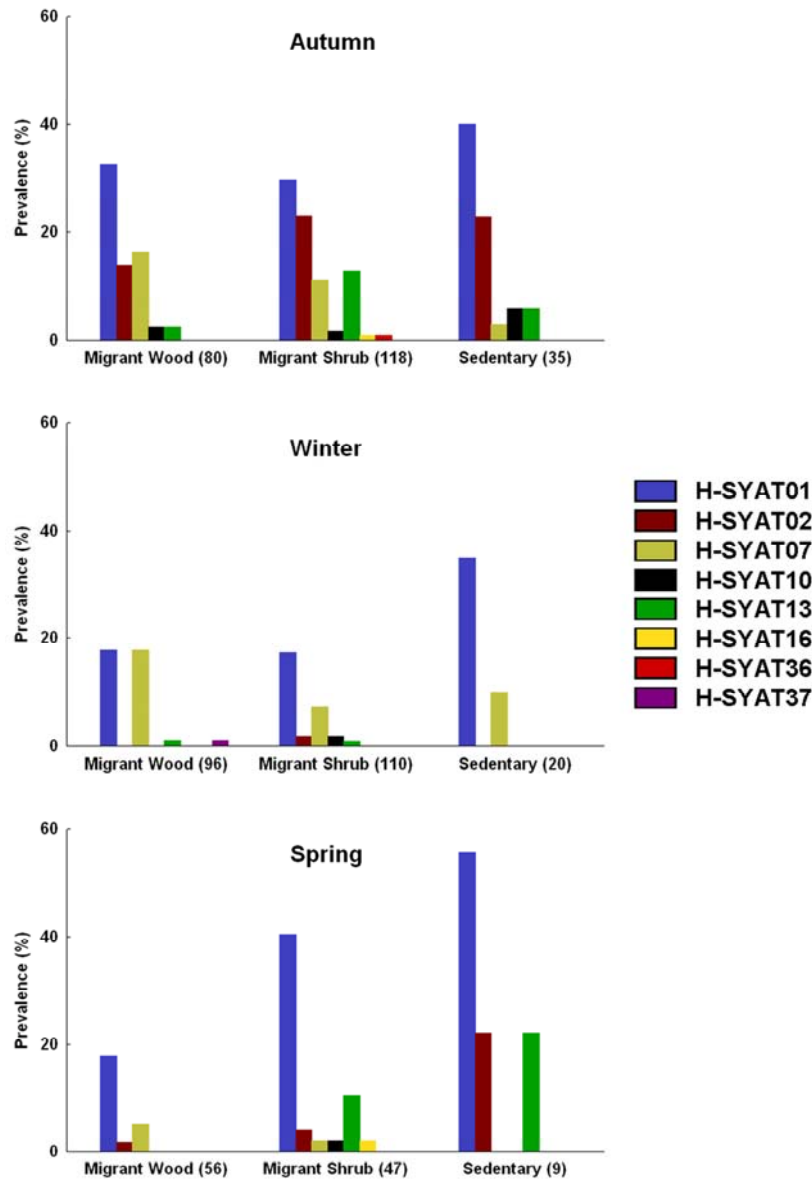 60
Autumn
40
Prevalence (%)
20
0
Migrant Wood (80) Migrant Shrub (118) Sedentary (35)
60
Winter
40
Prevalence (%)
20
0
Migrant Wood (96) Migrant Shrub (110) Sedentary (20)
H-SYAT01
H-SYAT02
H-SYAT07
H-SYAT10
H-SYAT13
H-SYAT16
H-SYAT36
H-SYAT37
60
Spring
40
Prevalence (%)
20
0
Migrant Wood (56) Migrant Shrub (47) Sedentary (9)